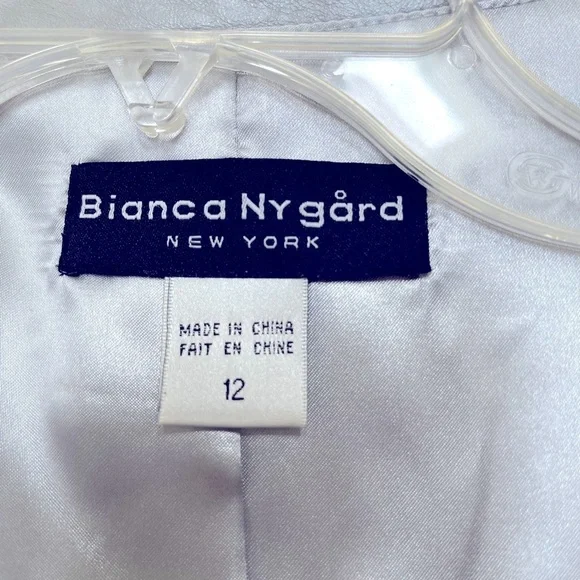 Bianca Nygård
NEW YORK
MADE IN CHINA
FAIT EN CHINE
12